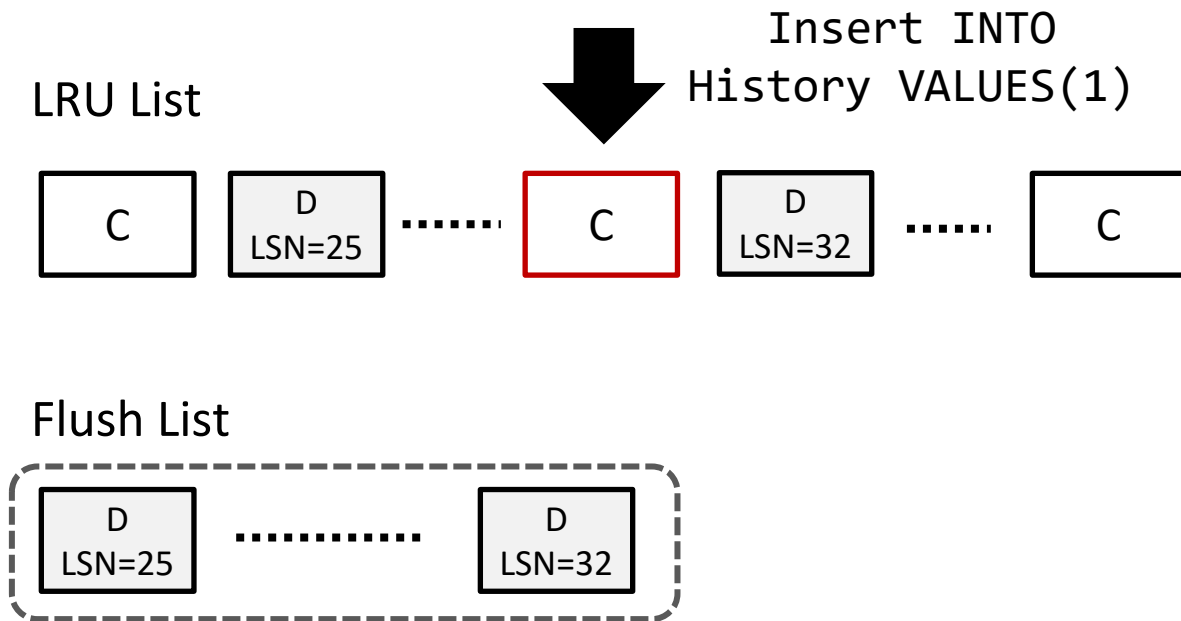 Insert INTO
History VALUES(1)
LRU List
C
D
LSN=25
C
D
LSN=32
C
Flush List
D
LSN=25
D
LSN=32